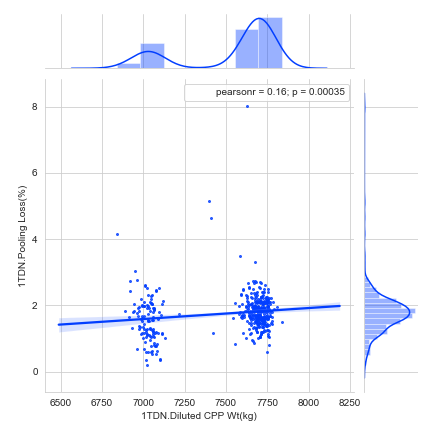 pearsonr = 0.16; p = 0.00035
8
6
4
2
0
1TDN.Pooling Loss(%)
6500 6750 7000 7250 7500 7750 8000 8250
1TDN.Diluted CPP Wt(kg)